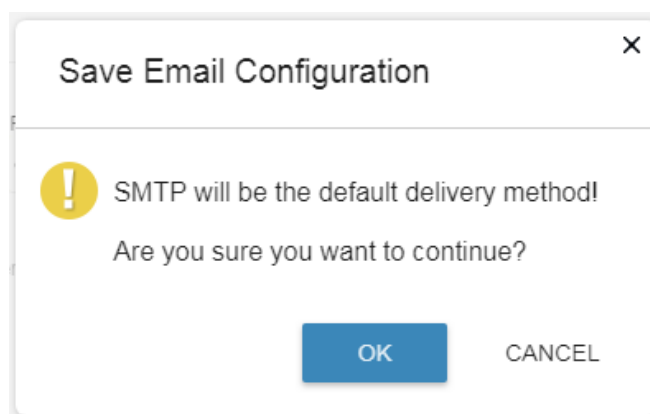 Save Email Configuration
SMTP will be the default delivery method!
Are you sure you want to continue?
OK CANCEL